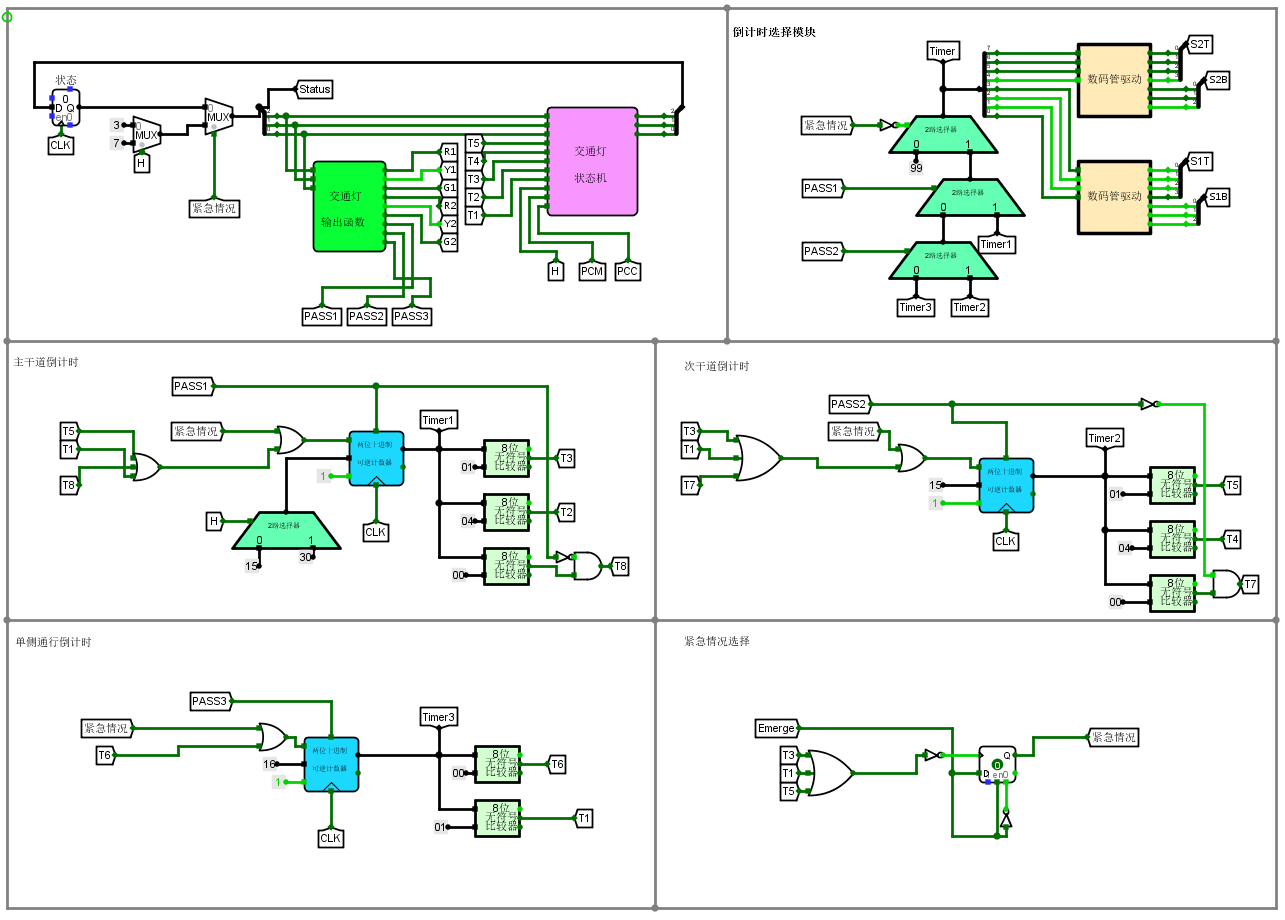 状态
0
D Q
en0
CLK
3
7
0
MUX
H
0
MUX
紧急情况
Status
2
1
0
交通灯
输出函数
R1
Y1
G1
R2
Y2
G2
PASS1
PASS2
PASS3
T5
T4
T3
T2
T1
交通灯
状态机
H
PCM
PCC
倒计时选择模块
Timer
紧急情况
2路选择器
0 1
99
PASS1
2路选择器
0 1
Timer1
PASS2
2路选择器
0 1
Timer3
Timer2
数码管驱动
S2T
S2B
数码管驱动
S1T
S1B
主干道倒计时
PASS1
T5
T1
T8
紧急情况
两位十进制
可逆计数器
1
H
2路选择器
0 1
15
30
CLK
Timer1
01
8位
无符号
比较器
T3
04
8位
无符号
比较器
T2
00
8位
无符号
比较器
T8
次干道倒计时
PASS2
T3
T1
T7
紧急情况
15
1
两位十进制
可逆计数器
CLK
Timer2
01
8位
无符号
比较器
T5
04
8位
无符号
比较器
T4
00
8位
无符号
比较器
T7
单侧通行倒计时
PASS3
紧急情况
T6
16
1
两位十进制
可逆计数器
CLK
Timer3
00
8位
无符号
比较器
T6
01
8位
无符号
比较器
T1
紧急情况选择
Emerge
T3
T1
T5
Q
0
D en0
紧急情况